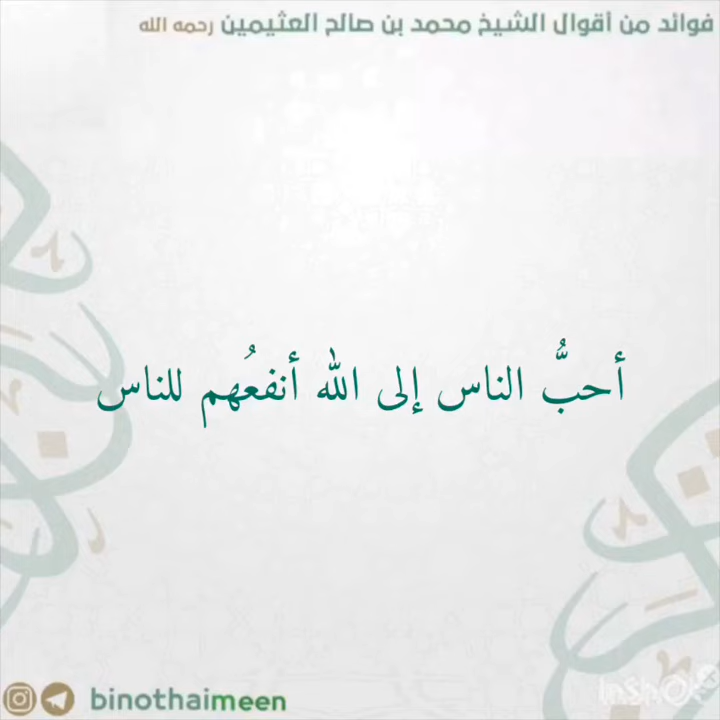 فوائد من أقوال الشيخ محمد بن صالح العثيمين رحمه الله
أحبُّ الناس إلى الله أنفعُهم للناس
binothaimeen
InShOt